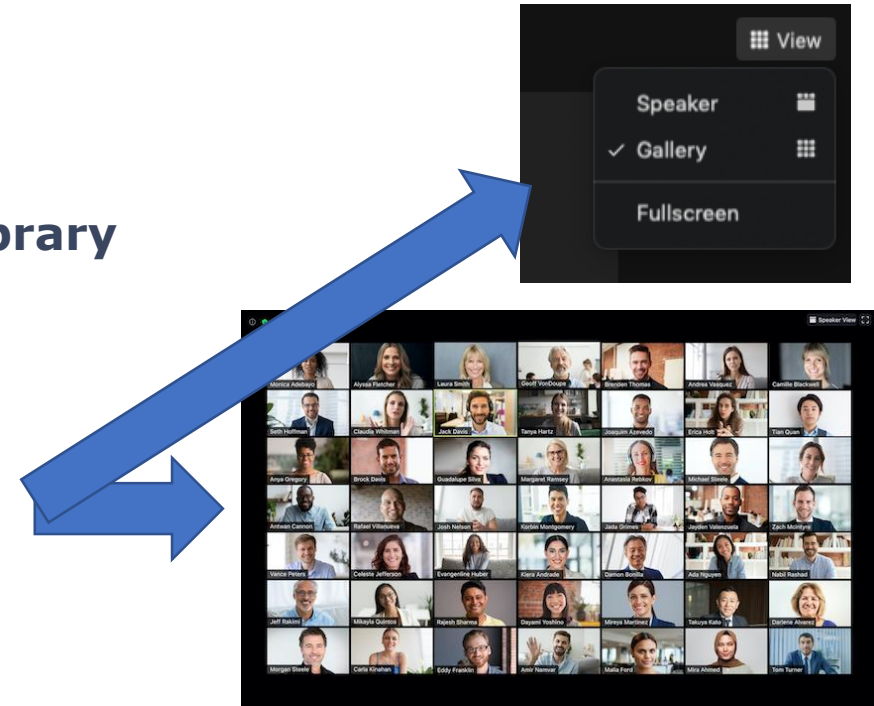 View
Speaker
Gallery
Fullscreen
brary
Speaker View
Monica Adebayo Alyssa Fletcher Laura Smith Geoff VonDoupe Brenden Thomas Andrea Vasquez Camille Blackwell
Seth Hoffman Claudia Whitman Jack Davis Tanya Hartz Joaquim Azevedo Erica Holt Tian Quan
Anya Gregory Brock Davis Guadalupe Silva Margaret Ramsey Anastasia Rebkov Michael Steele
Antwan Cannon Rafael Villanueva Josh Nelson Korbin Montgomery Jada Grimes Jayden Valenzuela Zach McIntyre
Vance Peters Celeste Jefferson Evangenline Huber Kiara Andrade Damon Bonilla Ada Nguyen Nabil Rashad
Jeff Rakimi Mikayla Quintos Rajesh Sharma Dayami Yoshino Mireya Martinez Takuya Kato Darlene Alvarez
Morgan Steele Carla Kinahan Eddy Franklin Amir Namvar Malia Ford Mira Ahmed Tom Turner